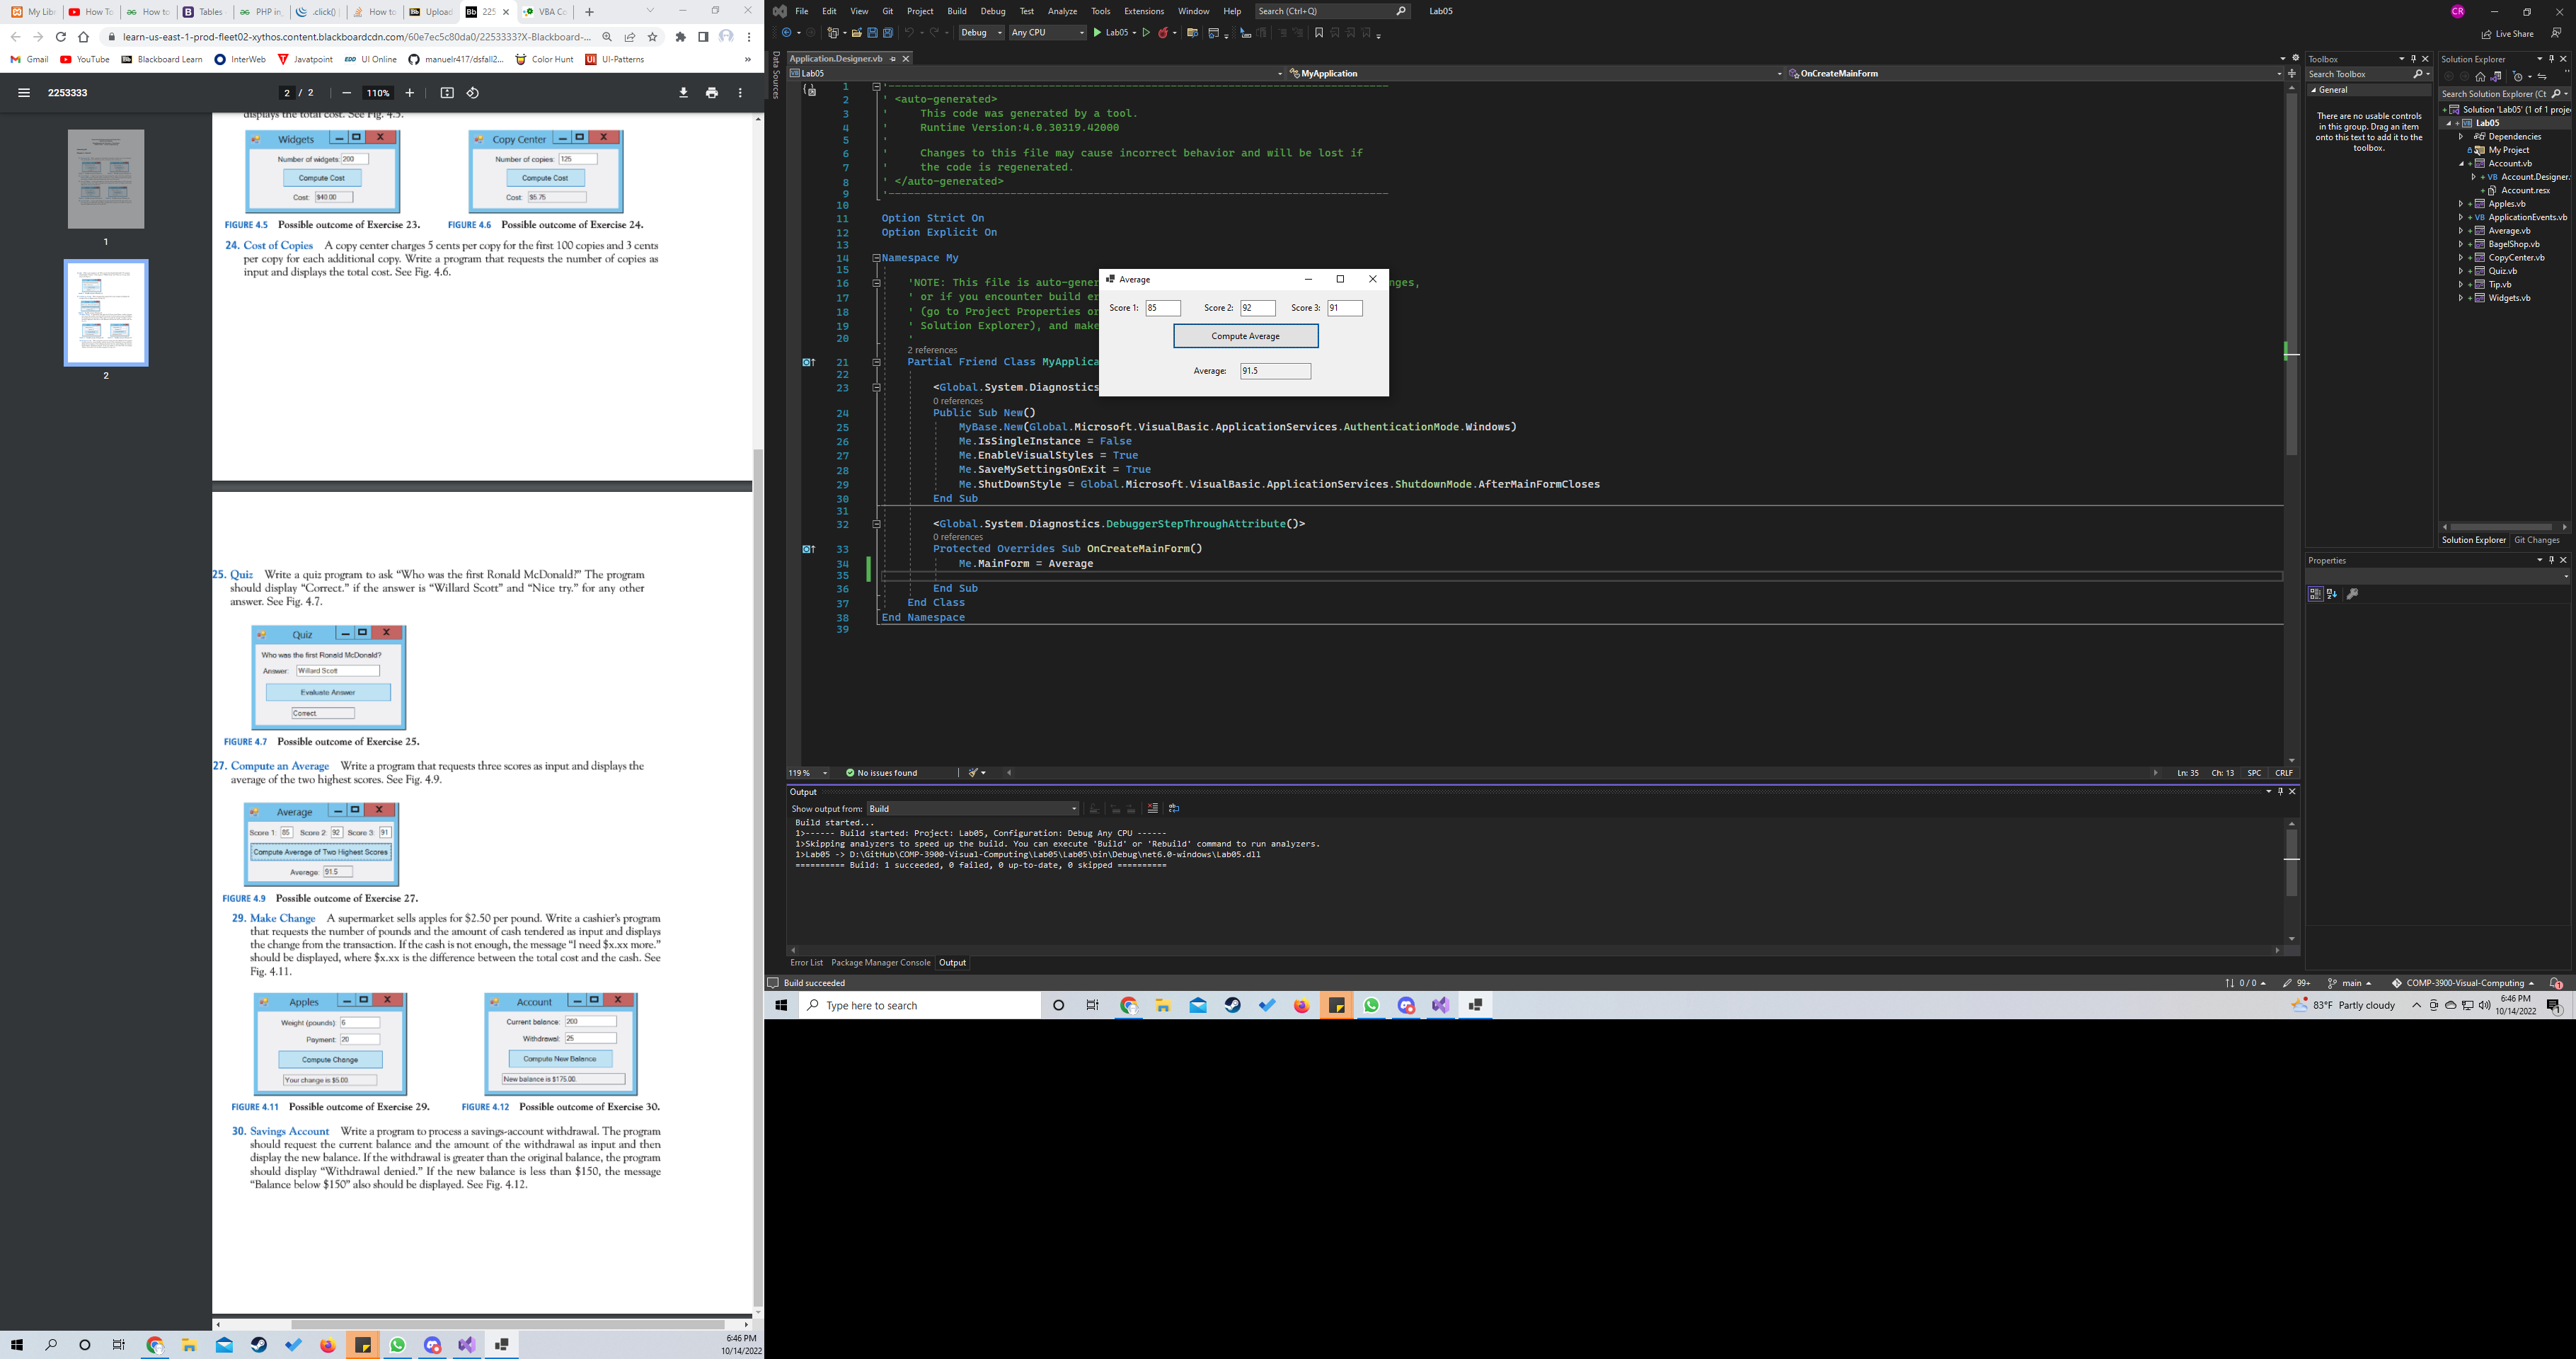 My Lib
How To
How to
Tables
PHP in
.click()
How to
Upload
225
VBA Co
learn-us-east-1-prod-fleet02-xythos.content.blackboardcdn.com/60e7ec5c80da0/2253333?X-Blackboard-...
Gmail YouTube Blackboard Learn InterWeb Javatpoint UI Online manuelr417/dsfall2... Color Hunt UI-Patterns
2253333 2 / 2 110%
1
2
displays the total cost. See Fig. 4.5.
Widgets
Number of widgets: 200
Compute Cost
Cost: $40.00
Copy Center
Number of copies: 125
Compute Cost
Cost: $5.75
FIGURE 4.5 Possible outcome of Exercise 23.
FIGURE 4.6 Possible outcome of Exercise 24.
24. Cost of Copies A copy center charges 5 cents per copy for the first 100 copies and 3 cents
per copy for each additional copy. Write a program that requests the number of copies as
input and displays the total cost. See Fig. 4.6.
25. Quiz Write a quiz program to ask “Who was the first Ronald McDonald?” The program
should display “Correct.” if the answer is “Willard Scott” and “Nice try.” for any other
answer. See Fig. 4.7.
Quiz
Who was the first Ronald McDonald?
Answer: Willard Scott
Evaluate Answer
Correct.
FIGURE 4.7 Possible outcome of Exercise 25.
27. Compute an Average Write a program that requests three scores as input and displays the
average of the two highest scores. See Fig. 4.9.
Average
Score 1: 85 Score 2: 92 Score 3: 91
Compute Average of Two Highest Scores
Average: 91.5
FIGURE 4.9 Possible outcome of Exercise 27.
29. Make Change A supermarket sells apples for $2.50 per pound. Write a cashier’s program
that requests the number of pounds and the amount of cash tendered as input and displays
the change from the transaction. If the cash is not enough, the message “I need $x.xx more.”
should be displayed, where $x.xx is the difference between the total cost and the cash. See
Fig. 4.11.
Apples
Weight (pounds): 6
Payment: 20
Compute Change
Your change is $5.00.
Account
Current balance: 200
Withdrawal: 25
Compute New Balance
New balance is $175.00.
FIGURE 4.11 Possible outcome of Exercise 29.
FIGURE 4.12 Possible outcome of Exercise 30.
30. Savings Account Write a program to process a savings-account withdrawal. The program
should request the current balance and the amount of the withdrawal as input and then
display the new balance. If the withdrawal is greater than the original balance, the program
should display “Withdrawal denied.” If the new balance is less than $150, the message
“Balance below $150” also should be displayed. See Fig. 4.12.
6:46 PM
10/14/2022
File Edit View Git Project Build Debug Test Analyze Tools Extensions Window Help Search (Ctrl+Q) Lab05 CR
Debug Any CPU Lab05 Live Share
Data Sources
Application.Designer.vb
Lab05 MyApplication OnCreateMainForm
1 '------------------------------------------------------------------------------
2 ' <auto-generated>
3 '     This code was generated by a tool.
4 '     Runtime Version:4.0.30319.42000
5 '
6 '     Changes to this file may cause incorrect behavior and will be lost if
7 '     the code is regenerated.
8 ' </auto-generated>
9 '------------------------------------------------------------------------------
10
11 Option Strict On
12 Option Explicit On
13
14 Namespace My
15
16 'NOTE: This file is auto-gener nges,
17 ' or if you encounter build er
18 ' (go to Project Properties or
19 ' Solution Explorer), and make
20 '
2 references
21 Partial Friend Class MyApplica
22
23 <Global.System.Diagnostics
0 references
24 Public Sub New()
25 MyBase.New(Global.Microsoft.VisualBasic.ApplicationServices.AuthenticationMode.Windows)
26 Me.IsSingleInstance = False
27 Me.EnableVisualStyles = True
28 Me.SaveMySettingsOnExit = True
29 Me.ShutDownStyle = Global.Microsoft.VisualBasic.ApplicationServices.ShutdownMode.AfterMainFormCloses
30 End Sub
31
32 <Global.System.Diagnostics.DebuggerStepThroughAttribute()>
0 references
33 Protected Overrides Sub OnCreateMainForm()
34 Me.MainForm = Average
35
36 End Sub
37 End Class
38 End Namespace
39
Average
Score 1: 85 Score 2: 92 Score 3: 91
Compute Average
Average: 91.5
119 % No issues found Ln: 35 Ch: 13 SPC CRLF
Output
Show output from: Build
Build started...
1>------ Build started: Project: Lab05, Configuration: Debug Any CPU ------
1>Skipping analyzers to speed up the build. You can execute 'Build' or 'Rebuild' command to run analyzers.
1>Lab05 -> D:\GitHub\COMP-3900-Visual-Computing\Lab05\Lab05\bin\Debug\net6.0-windows\Lab05.dll
========== Build: 1 succeeded, 0 failed, 0 up-to-date, 0 skipped ==========
Error List Package Manager Console Output
Build succeeded 0 / 0 99+ main COMP-3900-Visual-Computing 1
Toolbox
Search Toolbox
General
There are no usable controls
in this group. Drag an item
onto this text to add it to the
toolbox.
Solution Explorer
Search Solution Explorer (Ct
Solution 'Lab05' (1 of 1 proje
Lab05
Dependencies
My Project
Account.vb
Account.Designer.
Account.resx
Apples.vb
ApplicationEvents.vb
Average.vb
BagelShop.vb
CopyCenter.vb
Quiz.vb
Tip.vb
Widgets.vb
Solution Explorer Git Changes
Properties
Type here to search 83°F Partly cloudy 6:46 PM
10/14/2022